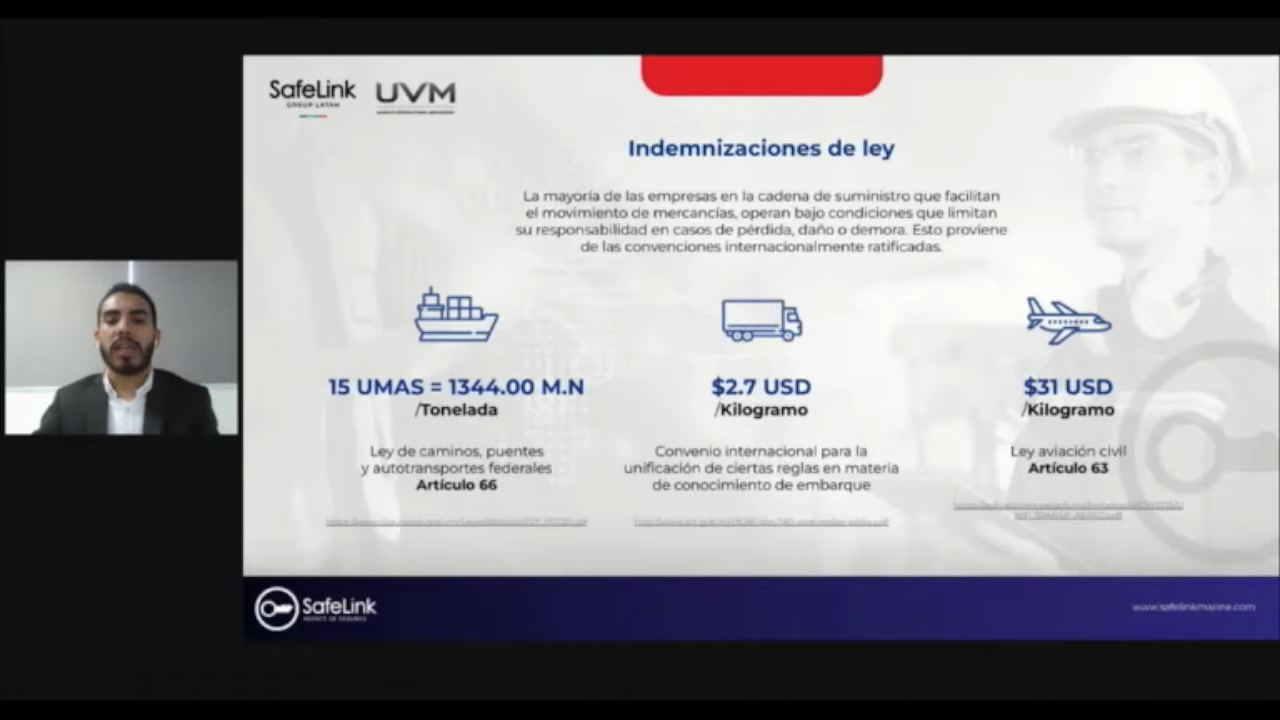 SafeLink
GROUP LATAM
UVM
Indemnizaciones de ley
La mayoría de las empresas en la cadena de suministro que facilitan
el movimiento de mercancías, operan bajo condiciones que limitan
su responsabilidad en casos de pérdida, daño o demora. Esto proviene
de las convenciones internacionalmente ratificadas.
15 UMAS = 1344.00 M.N
/Tonelada
Ley de caminos, puentes
y autotransportes federales
Artículo 66
$2.7 USD
/Kilogramo
Convenio internacional para la
unificación de ciertas reglas en materia
de conocimiento de embarque
$31 USD
/Kilogramo
Ley aviación civil
Artículo 63
SafeLink
AGENTE DE SEGUROS
www.safelinkmarine.com